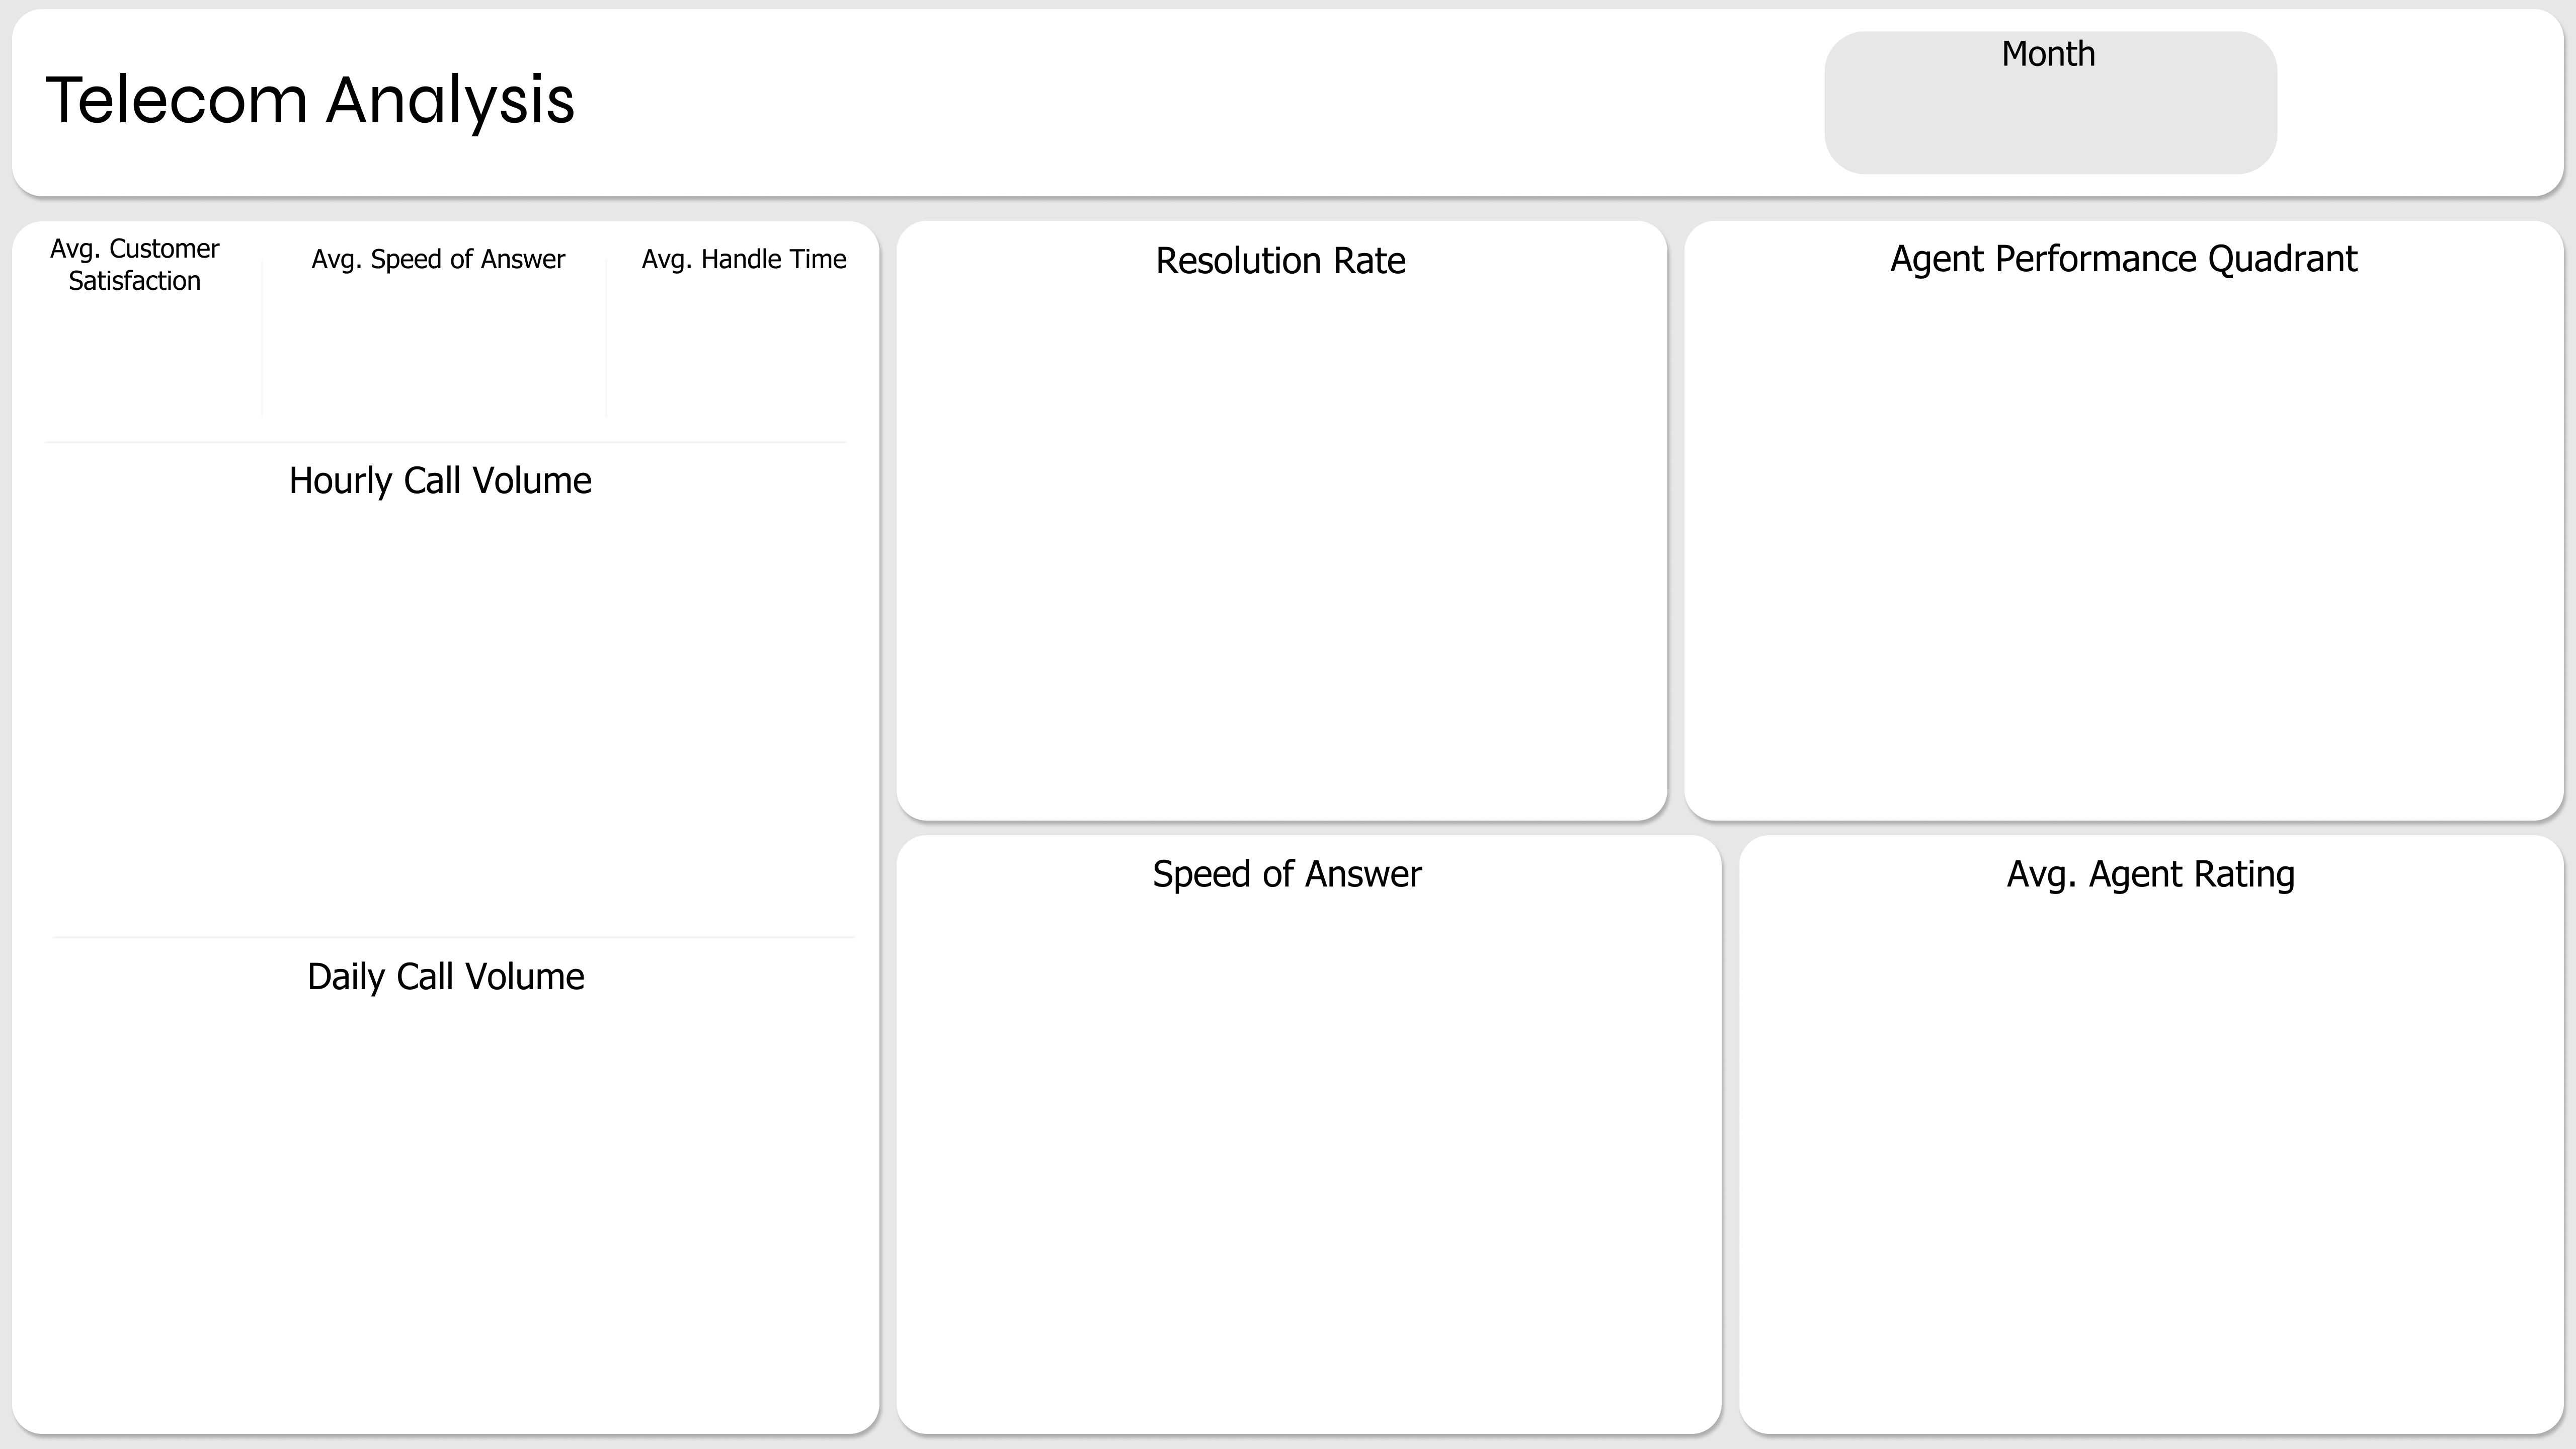 Telecom Analysis
Month
Avg. Customer
Satisfaction
Avg. Speed of Answer
Avg. Handle Time
Hourly Call Volume
Daily Call Volume
Resolution Rate
Agent Performance Quadrant
Speed of Answer
Avg. Agent Rating